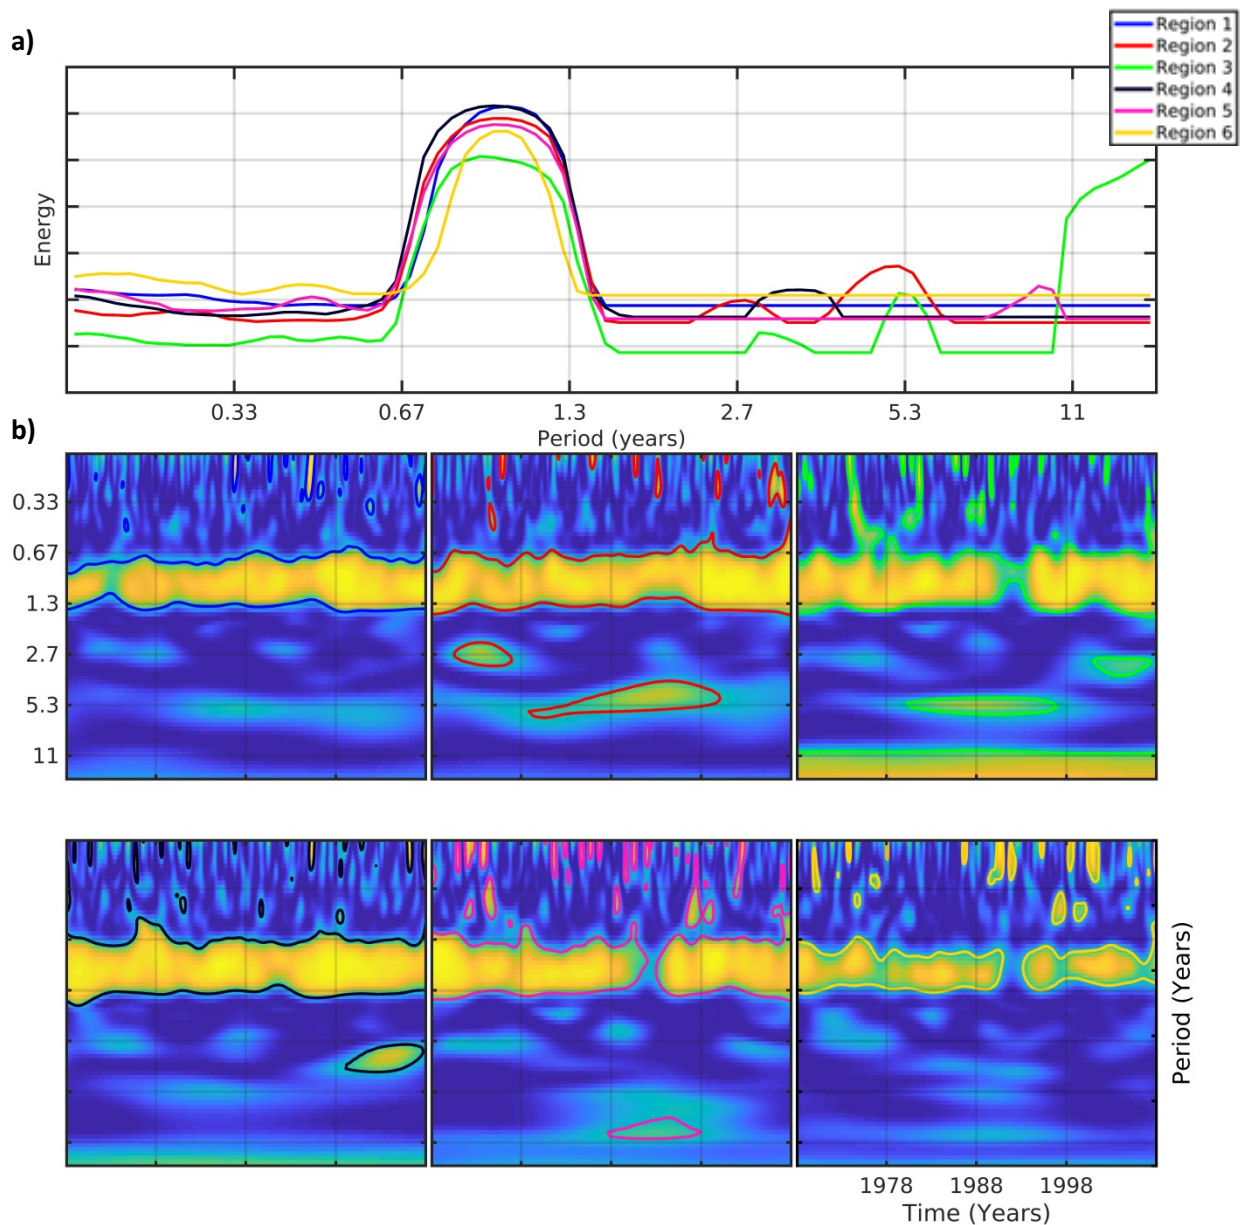 a)
Region 1
Region 2
Region 3
Region 4
Region 5
Region 6
Energy
0.33 0.67 1.3 2.7 5.3 11
Period (years)
b)
0.33
0.67
1.3
2.7
5.3
11
Period (Years)
1978 1988 1998
Time (Years)